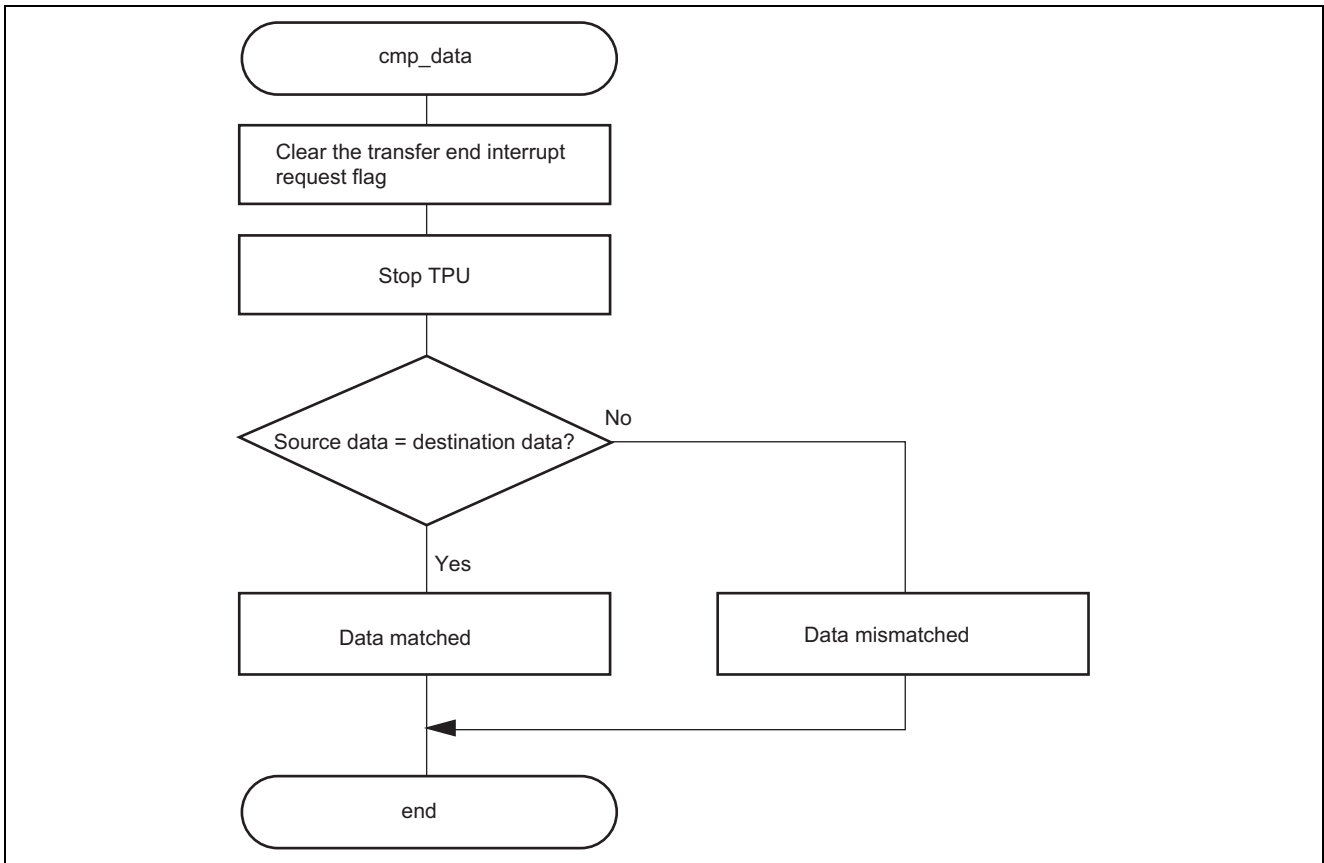 cmp_data
Clear the transfer end interrupt
request flag
Stop TPU
No
Source data = destination data?
Yes
Data matched
Data mismatched
end